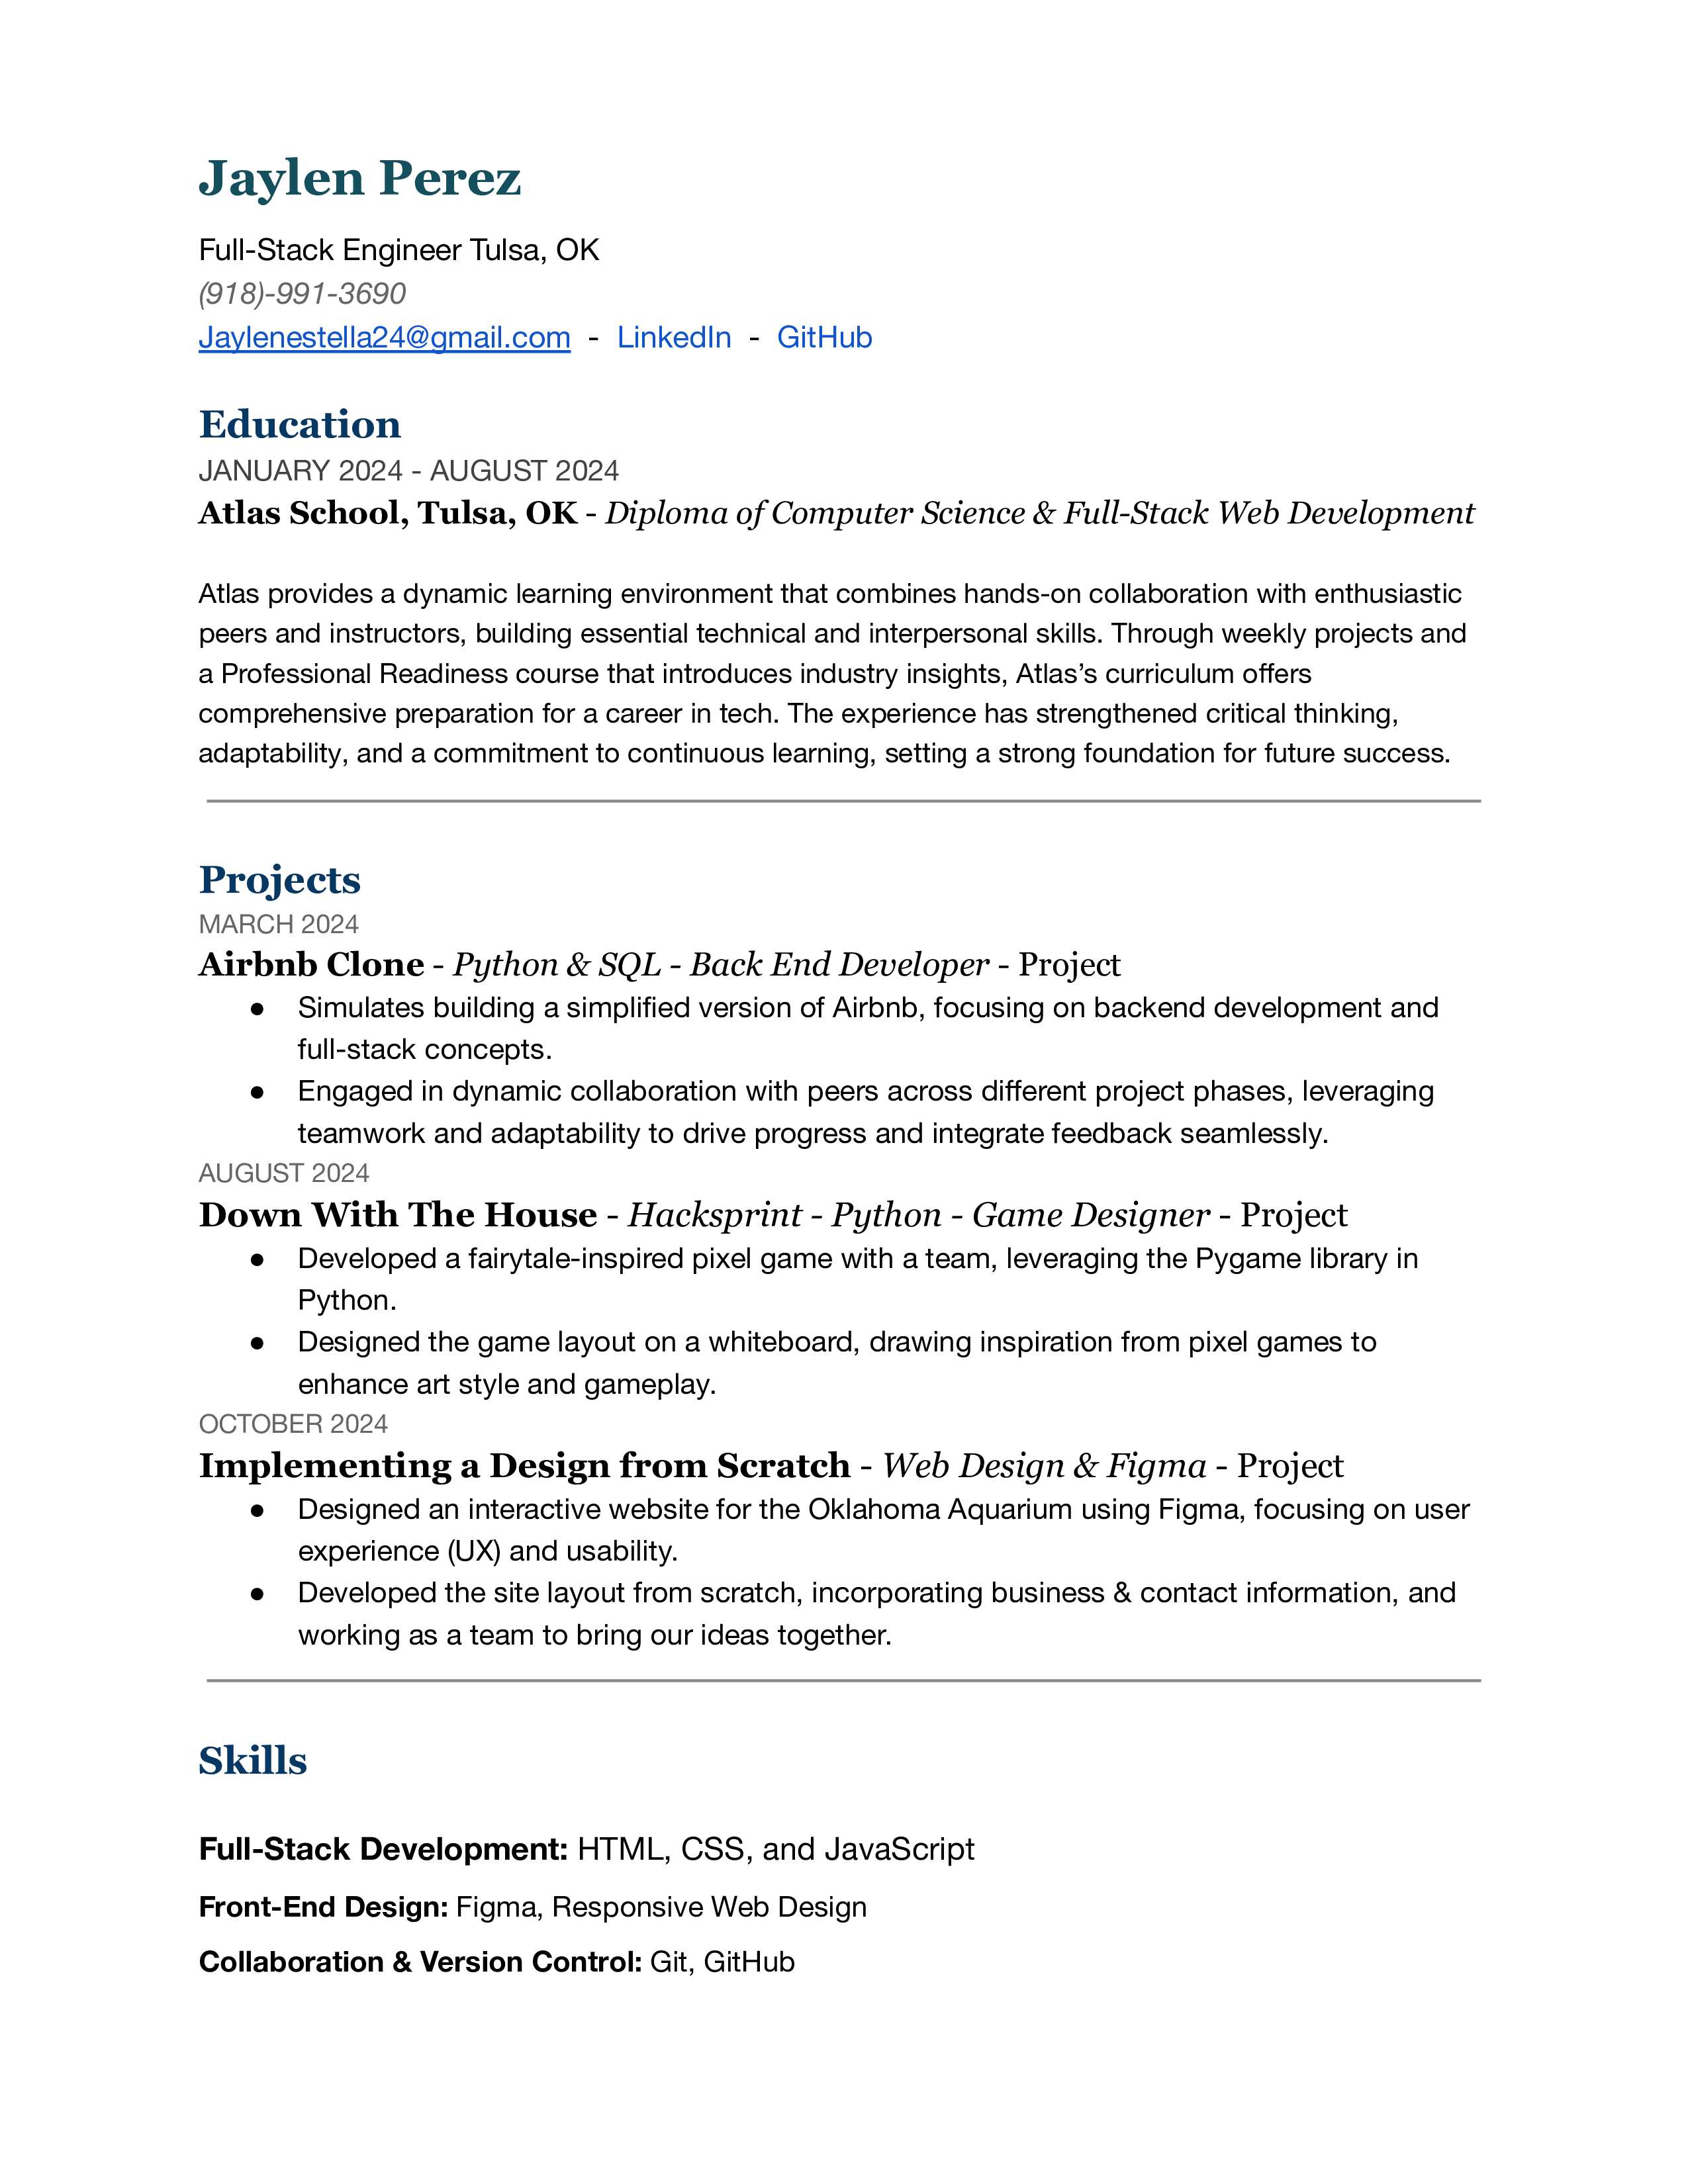 Jaylen Perez
Full-Stack Engineer Tulsa, OK
(918)-991-3690
Jaylenestella24@gmail.com - LinkedIn - GitHub
Education
JANUARY 2024 - AUGUST 2024
Atlas School, Tulsa, OK - Diploma of Computer Science & Full-Stack Web Development
Atlas provides a dynamic learning environment that combines hands-on collaboration with enthusiastic
peers and instructors, building essential technical and interpersonal skills. Through weekly projects and
a Professional Readiness course that introduces industry insights, Atlas’s curriculum offers
comprehensive preparation for a career in tech. The experience has strengthened critical thinking,
adaptability, and a commitment to continuous learning, setting a strong foundation for future success.
Projects
MARCH 2024
Airbnb Clone - Python & SQL - Back End Developer - Project
● Simulates building a simplified version of Airbnb, focusing on backend development and
full-stack concepts.
● Engaged in dynamic collaboration with peers across different project phases, leveraging
teamwork and adaptability to drive progress and integrate feedback seamlessly.
AUGUST 2024
Down With The House - Hacksprint - Python - Game Designer - Project
● Developed a fairytale-inspired pixel game with a team, leveraging the Pygame library in
Python.
● Designed the game layout on a whiteboard, drawing inspiration from pixel games to
enhance art style and gameplay.
OCTOBER 2024
Implementing a Design from Scratch - Web Design & Figma - Project
● Designed an interactive website for the Oklahoma Aquarium using Figma, focusing on user
experience (UX) and usability.
● Developed the site layout from scratch, incorporating business & contact information, and
working as a team to bring our ideas together.
Skills
Full-Stack Development: HTML, CSS, and JavaScript
Front-End Design: Figma, Responsive Web Design
Collaboration & Version Control: Git, GitHub